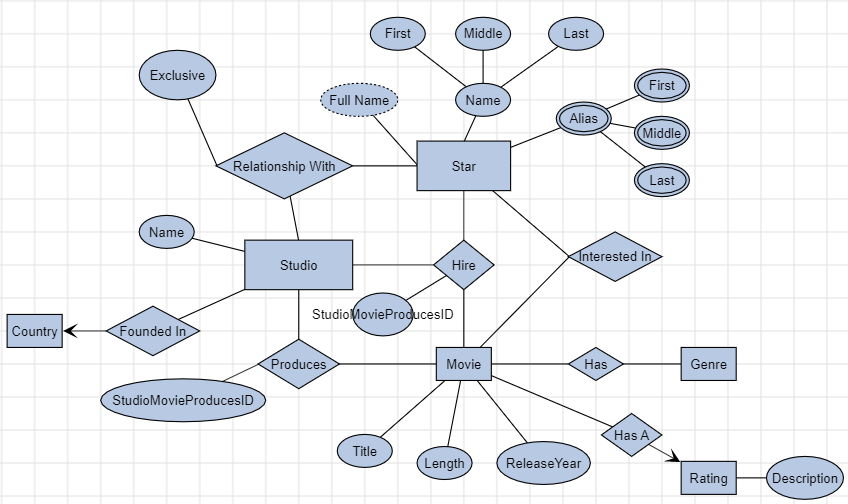 First
Middle
Last
Exclusive
Full Name
Name
First
Alias
Middle
Relationship With
Star
Last
Name
Studio
Hire
Interested In
StudioMovieProducesID
Country
Founded In
Produces
Movie
Has
Genre
StudioMovieProducesID
Title
Length
ReleaseYear
Has A
Rating
Description